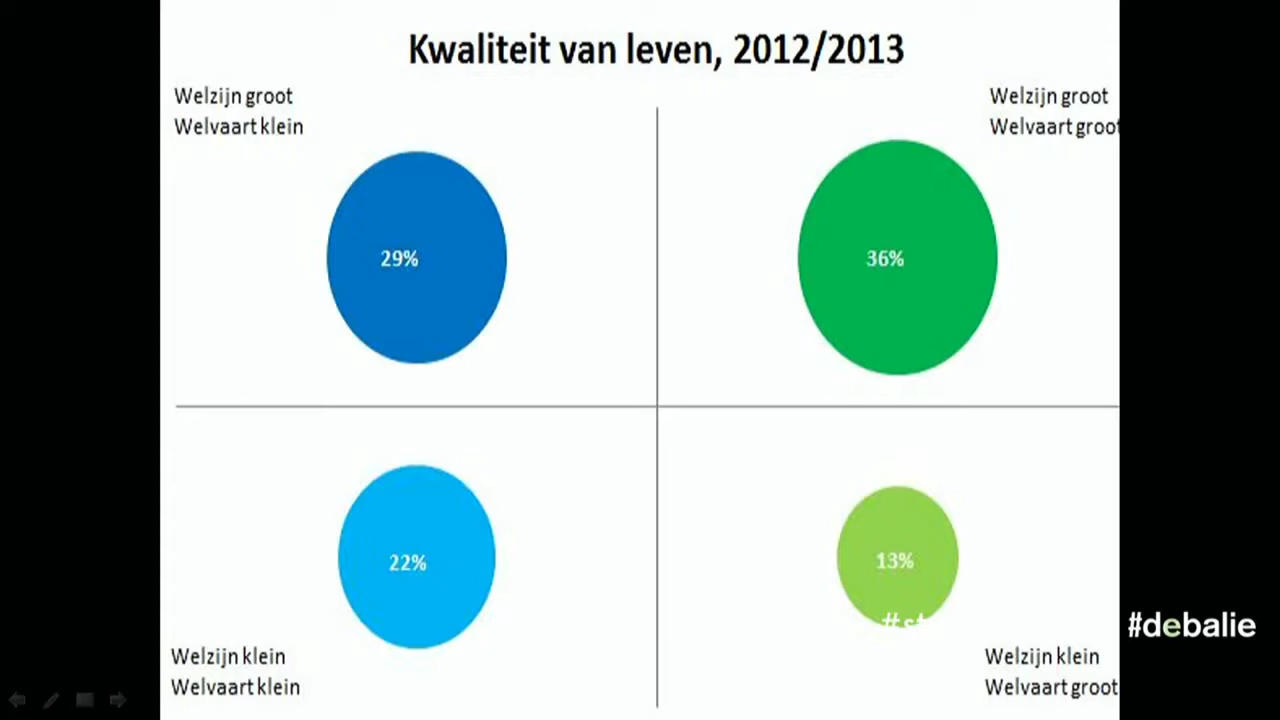 Kwaliteit van leven, 2012/2013
Welzijn groot
Welvaart klein
Welzijn groot
Welvaart groot
29%
36%
22%
13%
#st
#debalie
Welzijn klein
Welvaart klein
Welzijn klein
Welvaart groot